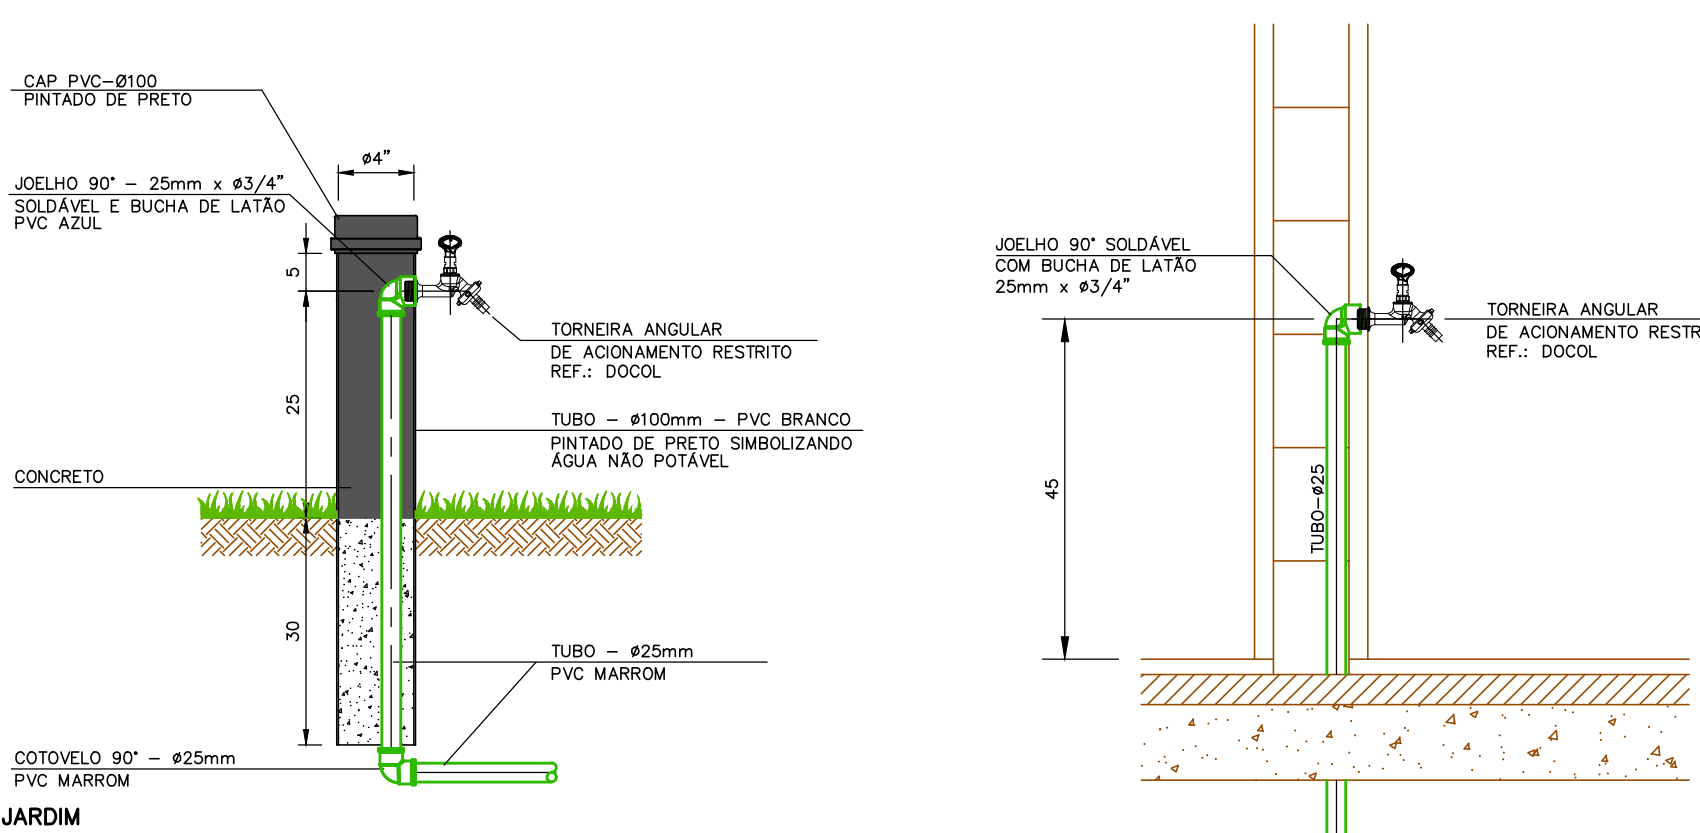 CAP PVC-Ø100
PINTADO DE PRETO
ø4"
JOELHO 90° - 25mm x ø3/4"
SOLDÁVEL E BUCHA DE LATÃO
PVC AZUL
5
25
30
TORNEIRA ANGULAR
DE ACIONAMENTO RESTRITO
REF.: DOCOL
TUBO - ø100mm - PVC BRANCO
PINTADO DE PRETO SIMBOLIZANDO
ÁGUA NÃO POTÁVEL
CONCRETO
TUBO - ø25mm
PVC MARROM
COTOVELO 90° - ø25mm
PVC MARROM
JARDIM
JOELHO 90° SOLDÁVEL
COM BUCHA DE LATÃO
25mm x ø3/4"
TORNEIRA ANGULAR
DE ACIONAMENTO RESTR
REF.: DOCOL
45
TUBO-ø25